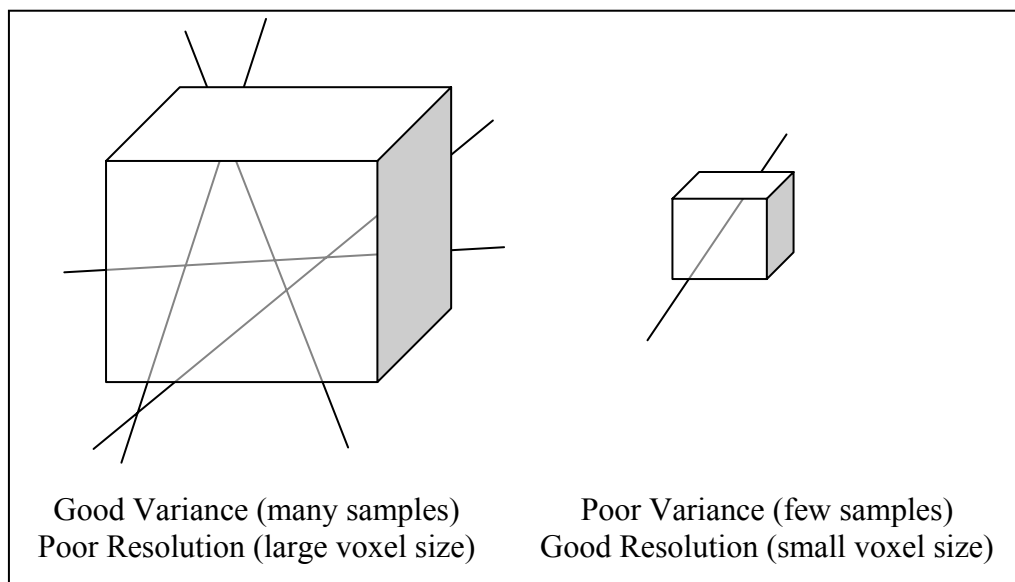 Good Variance (many samples)
Poor Resolution (large voxel size)
Poor Variance (few samples)
Good Resolution (small voxel size)